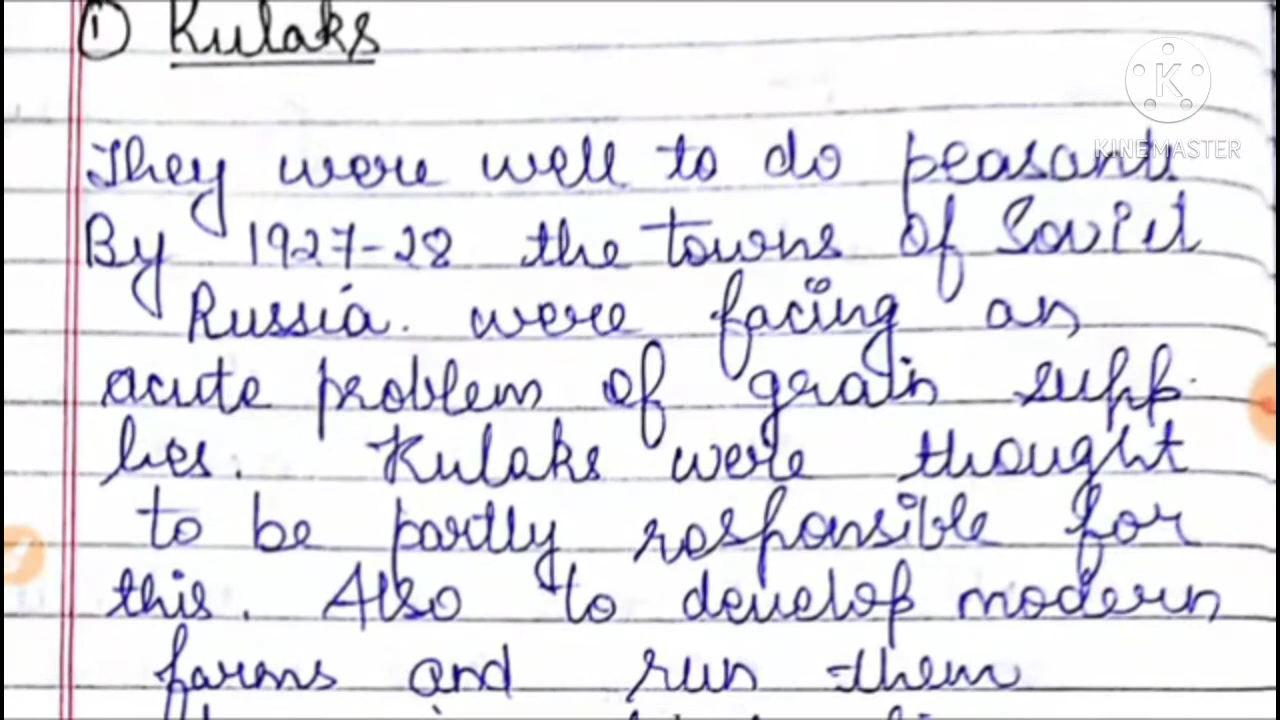 ① Kulaks
They were well to do peasant.
By 1927-28 the towns of Soviet
Russia. were facing an
acute problem of grain supp-
lies. Kulaks were thought
to be partly responsible for
this. Also to develop modern
farms and run them
K
KINEMASTER